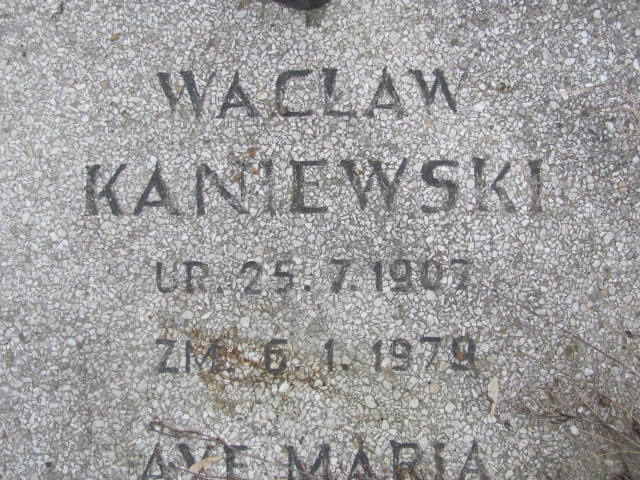 WACŁAW
KANIEWSKI
UR. 25.7.1907
ZM. 6.1.1979
AVE MARIA